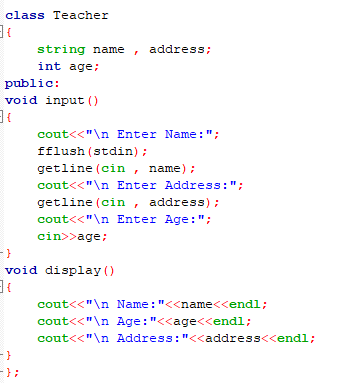 class Teacher
{
    string name , address;
    int age;
public:
void input()
{
    cout<<"\n Enter Name:";
    fflush(stdin);
    getline(cin , name);
    cout<<"\n Enter Address:";
    getline(cin , address);
    cout<<"\n Enter Age:";
    cin>>age;
}
void display()
{
    cout<<"\n Name:"<<name<<endl;
    cout<<"\n Age:"<<age<<endl;
    cout<<"\n Address:"<<address<<endl;
}
};